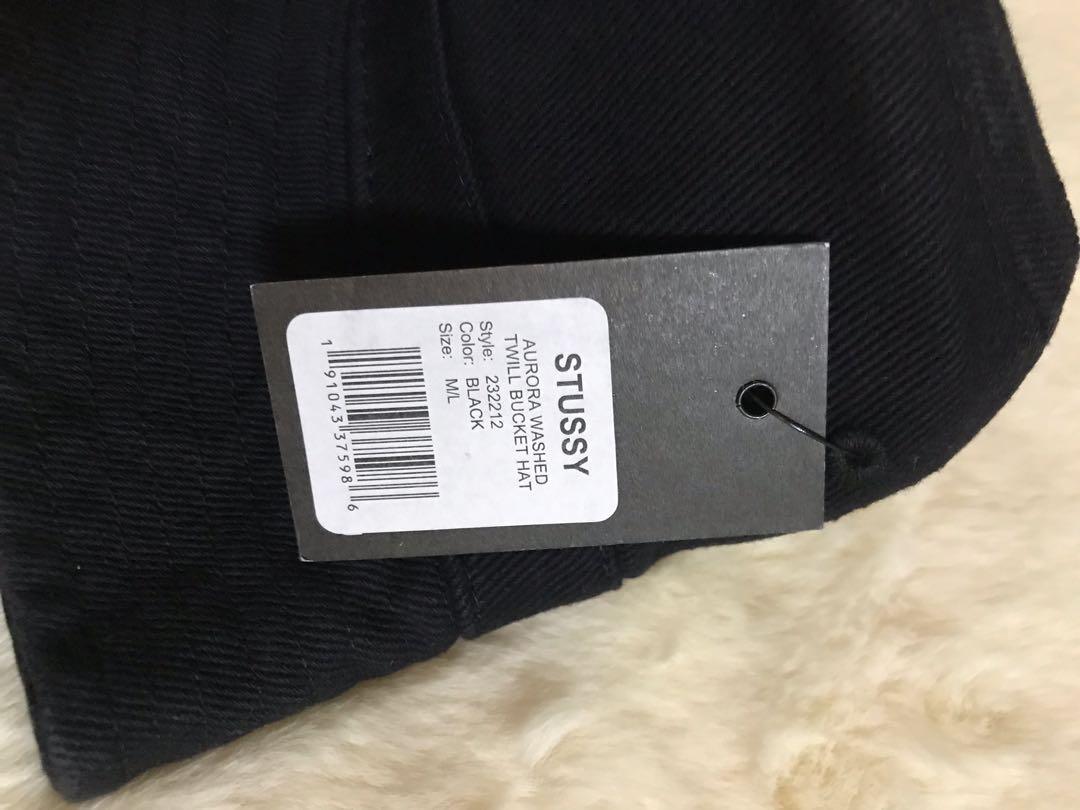 STUSSY
AURORA WASHED
TWILL BUCKET HAT
Style: 232212
Color: BLACK
Size: M/L
1 91043 37598 6